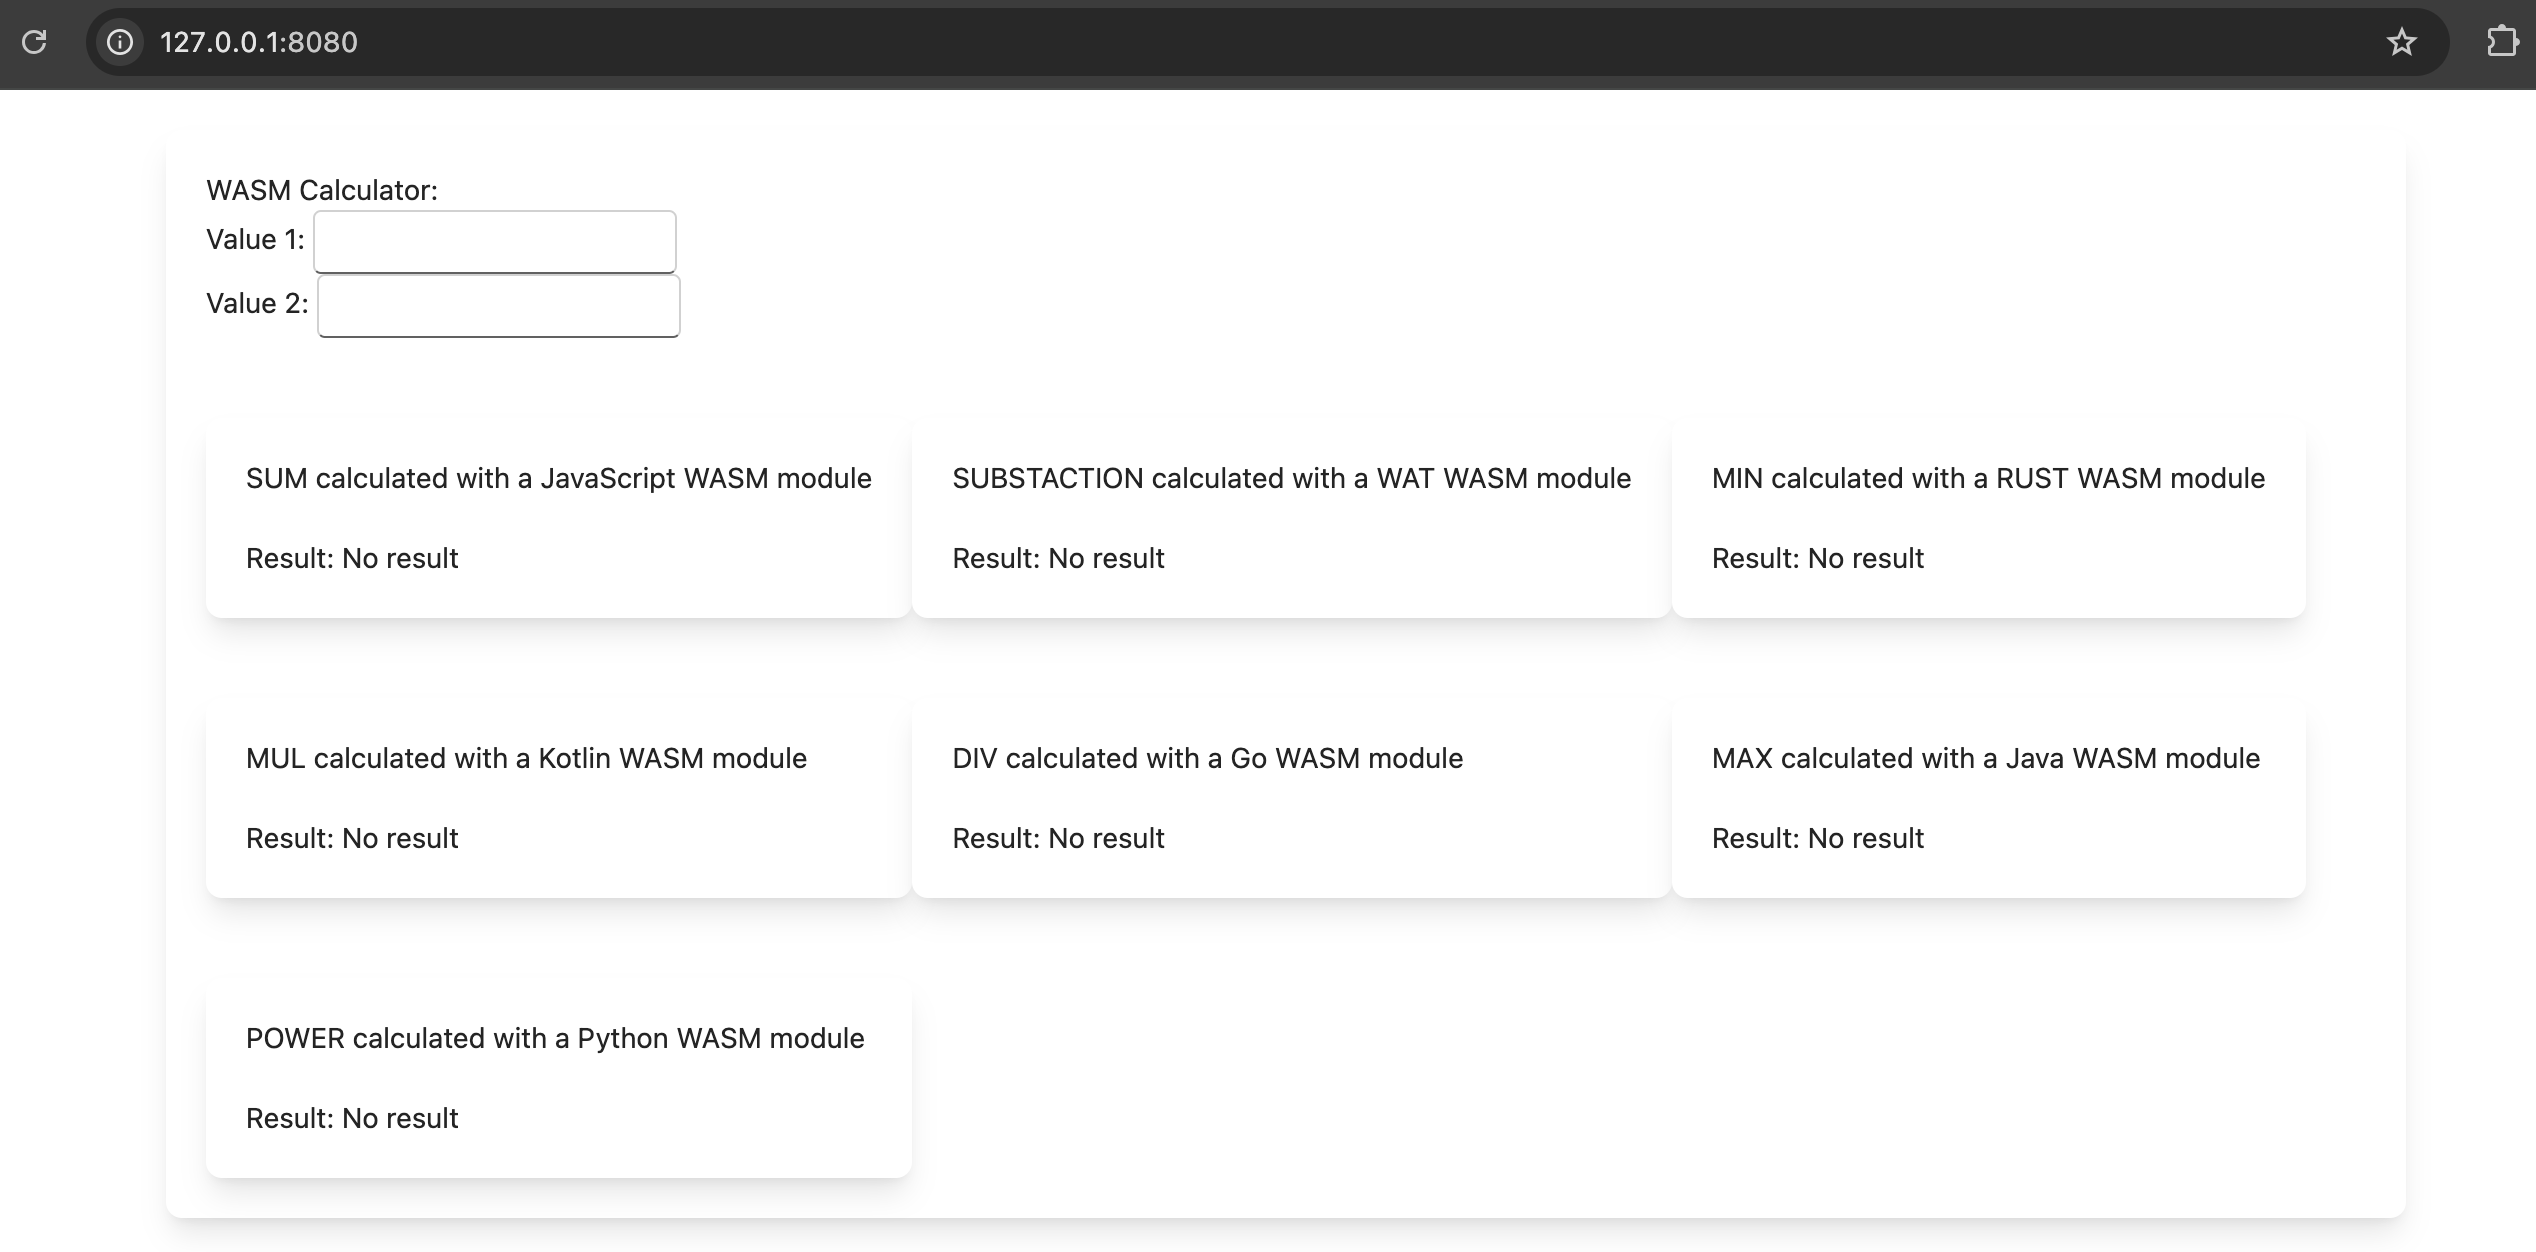 127.0.0.1:8080
WASM Calculator:
Value 1:
Value 2:
SUM calculated with a JavaScript WASM module
Result: No result
SUBSTACTION calculated with a WAT WASM module
Result: No result
MIN calculated with a RUST WASM module
Result: No result
MUL calculated with a Kotlin WASM module
Result: No result
DIV calculated with a Go WASM module
Result: No result
MAX calculated with a Java WASM module
Result: No result
POWER calculated with a Python WASM module
Result: No result